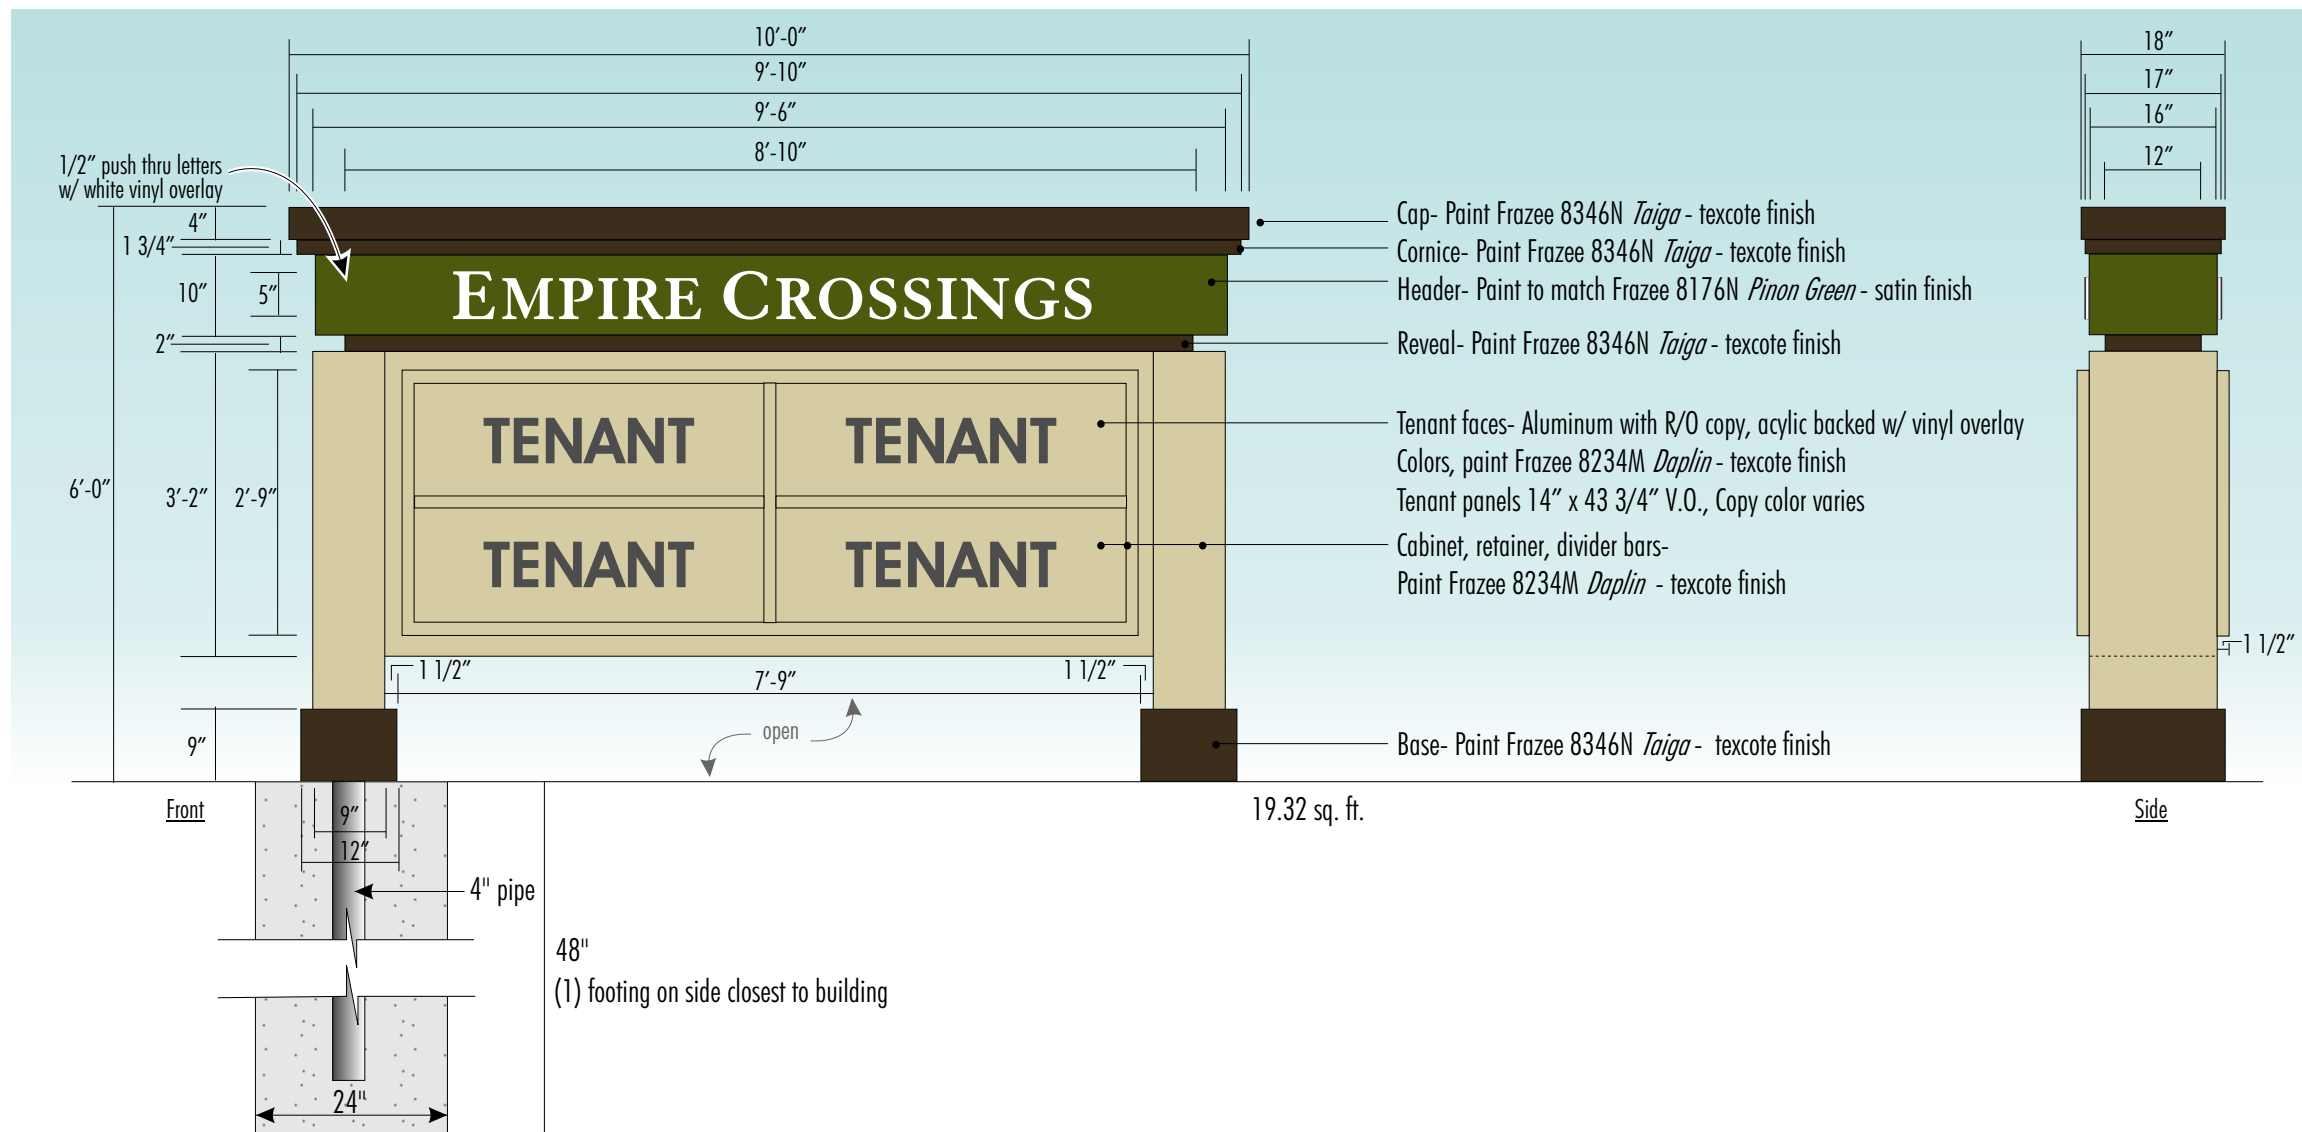 10′-0″
9′-10″
9′-6″
8′-10″
18″
17″
16″
12″
1/2″ push thru letters
w/ white vinyl overlay
4″
1 3/4″
10″
5″
2″
6′-0″
3′-2″
2′-9″
9″
EMPIRE CROSSINGS
TENANT TENANT
TENANT TENANT
1 1/2″
1 1/2″
7′-9″
open
Cap- Paint Frazee 8346N Taiga - texcote finish
Cornice- Paint Frazee 8346N Taiga - texcote finish
Header- Paint to match Frazee 8176N Pinon Green - satin finish
Reveal- Paint Frazee 8346N Taiga - texcote finish
Tenant faces- Aluminum with R/O copy, acylic backed w/ vinyl overlay
Colors, paint Frazee 8234M Daplin - texcote finish
Tenant panels 14″ x 43 3/4″ V.O., Copy color varies
Cabinet, retainer, divider bars-
Paint Frazee 8234M Daplin - texcote finish
Base- Paint Frazee 8346N Taiga - texcote finish
1 1/2″
Front
19.32 sq. ft.
Side
9″
12″
4" pipe
48"
(1) footing on side closest to building
24"